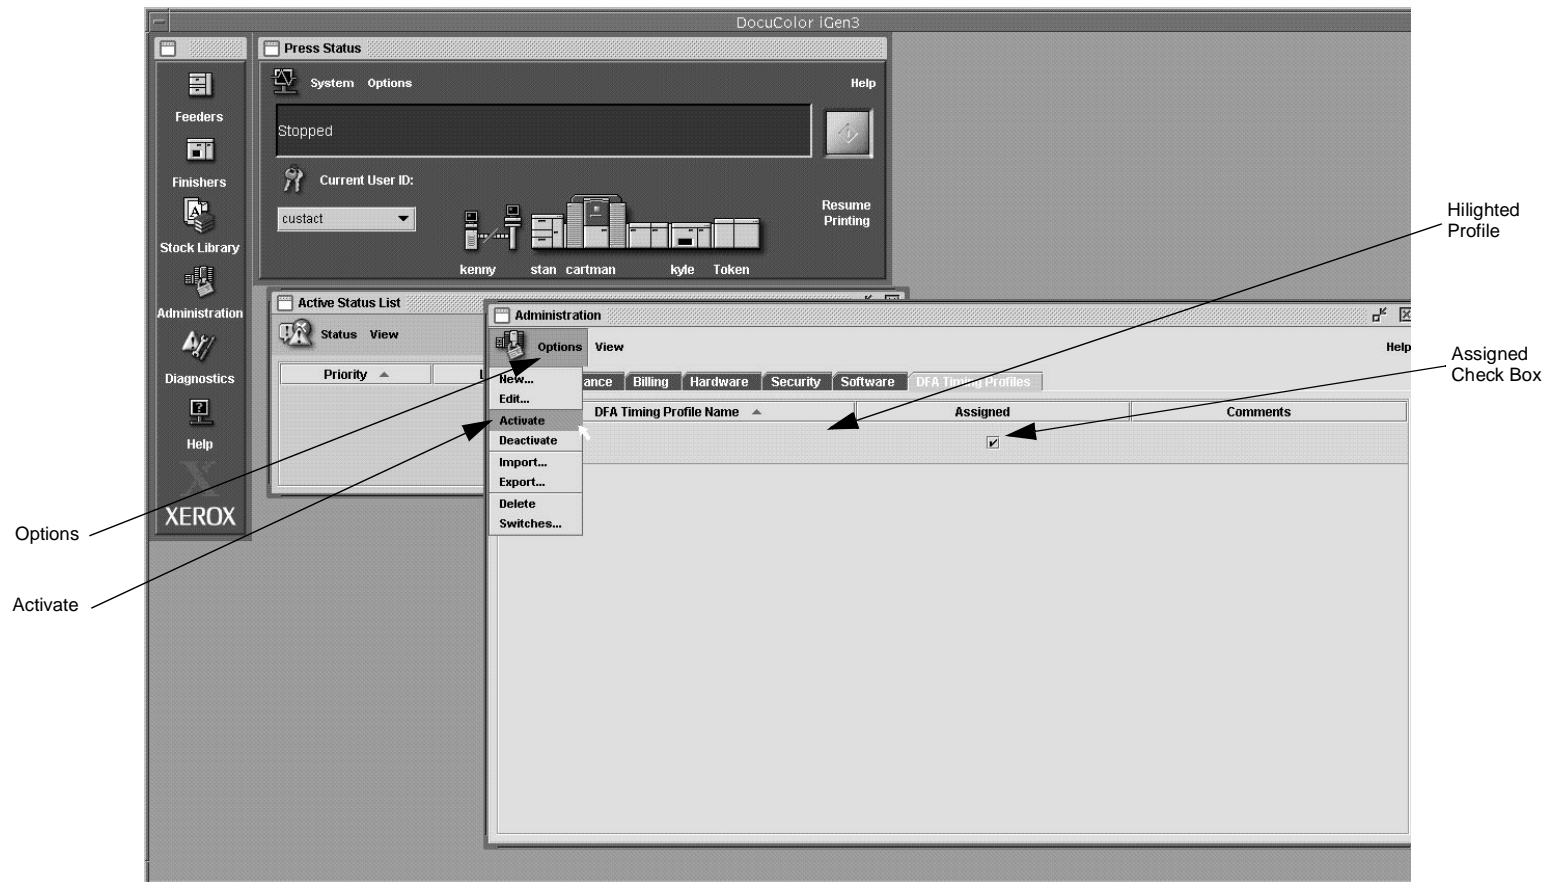 DocuColor iGen3
Press Status
System Options Help
Stopped
Feeders
Finishers
Current User ID:
custact
Resume
Printing
Stock Library
kenny stan cartman kyle Token
Administration
Active Status List
Status View
Priority
Administration
Options View Help
New...
Edit...
Activate
Deactivate
Import...
Export...
Delete
Switches...
ance Billing Hardware Security Software DFA Timing Profiles
DFA Timing Profile Name Assigned Comments
Diagnostics
Help
XEROX
Hilighted
Profile
Assigned
Check Box
Options
Activate